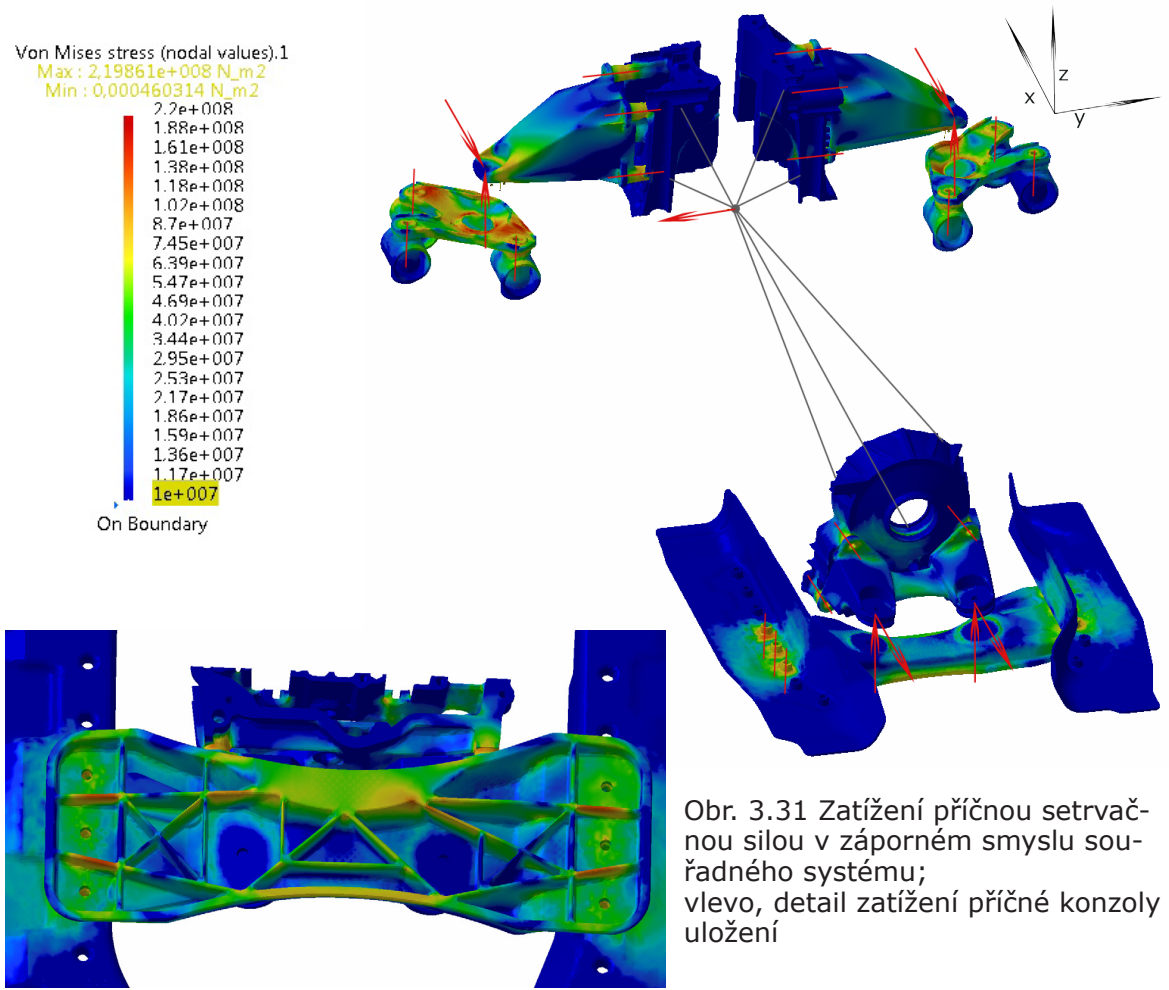 Von Mises stress (nodal values).1
Max : 2,19861e+008 N_m2
Min : 0,000460314 N_m2
2.2e+008
1.88e+008
1.61e+008
1.38e+008
1.18e+008
1.02e+008
8.7e+007
7.45e+007
6.39e+007
5.47e+007
4.69e+007
4.02e+007
3.44e+007
2.95e+007
2.53e+007
2.17e+007
1.86e+007
1.59e+007
1.36e+007
1.17e+007
1e+007
On Boundary
z
x
y
Obr. 3.31 Zatížení příčnou setrvač-
nou silou v záporném smyslu sou-
řadného systému;
vlevo, detail zatížení příčné konzoly
uložení